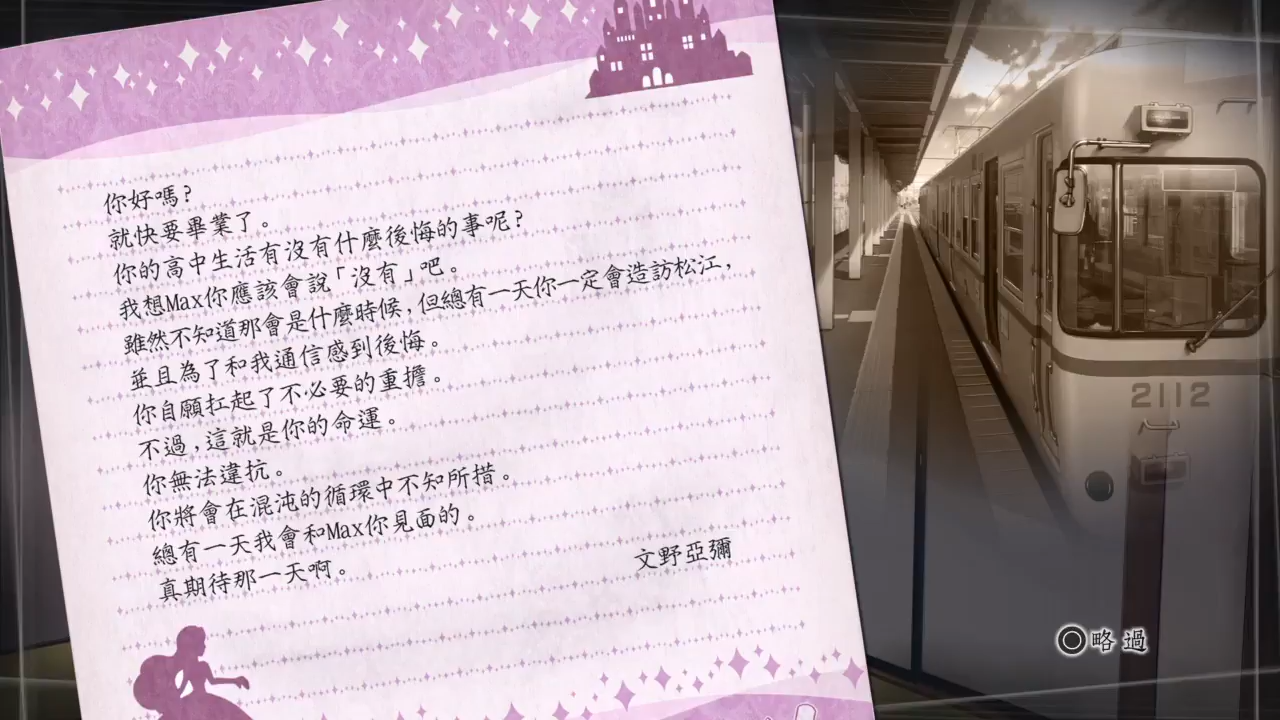 你好嗎?
就快要畢業了。
你的高中生活有沒有什麼後悔的事呢?
我想Max你應該會說「沒有」吧。
雖然不知道那會是什麼時候,但總有一天你一定會造訪松江,
並且為了和我通信感到後悔。
你自願扛起了不必要的重擔。
不過,這就是你的命運。
你無法違抗。
你將會在混沌的循環中不知所措。
總有一天我會和Max你見面的。
真期待那一天啊。
文野亞彌
2112
略過